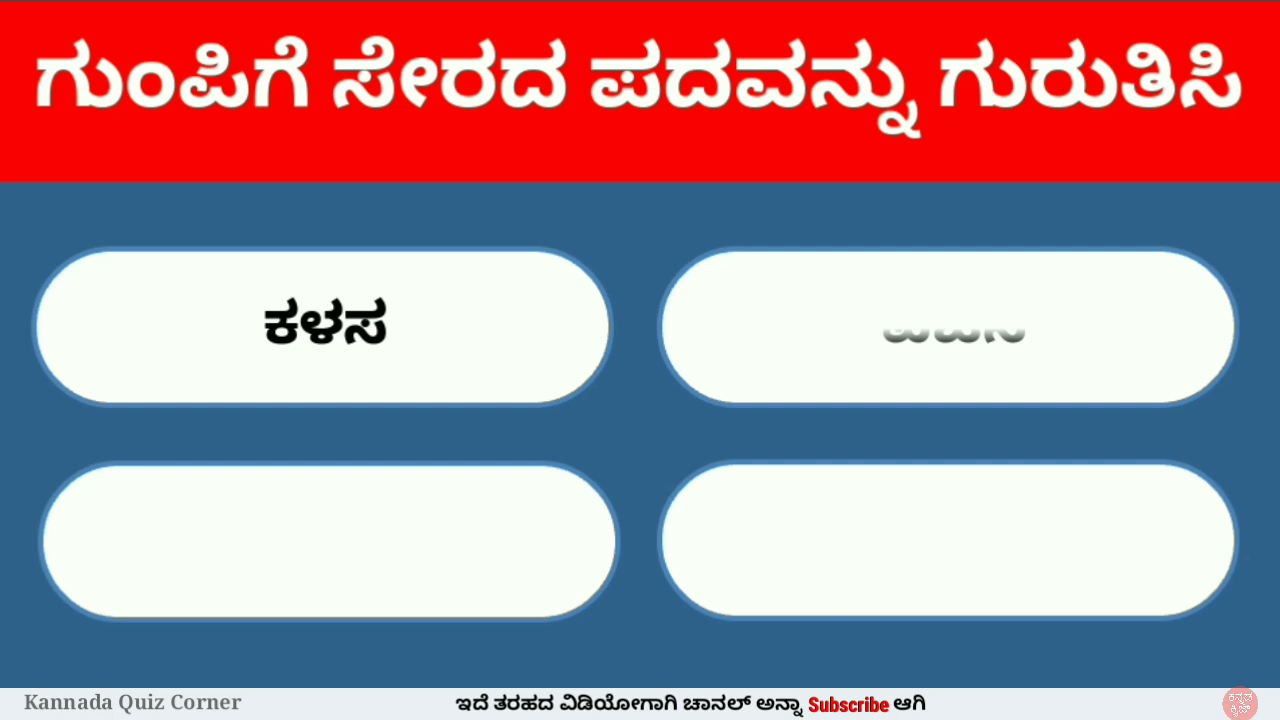 ಗುಂಪಿಗೆ ಸೇರದ ಪದವನ್ನು ಗುರುತಿಸಿ
ಕಳಸ
Kannada Quiz Corner
ಇದೆ ತರಹದ ವಿಡಿಯೋಗಾಗಿ ಚಾನಲ್ ಅನ್ನಾ Subscribe ಆಗಿ